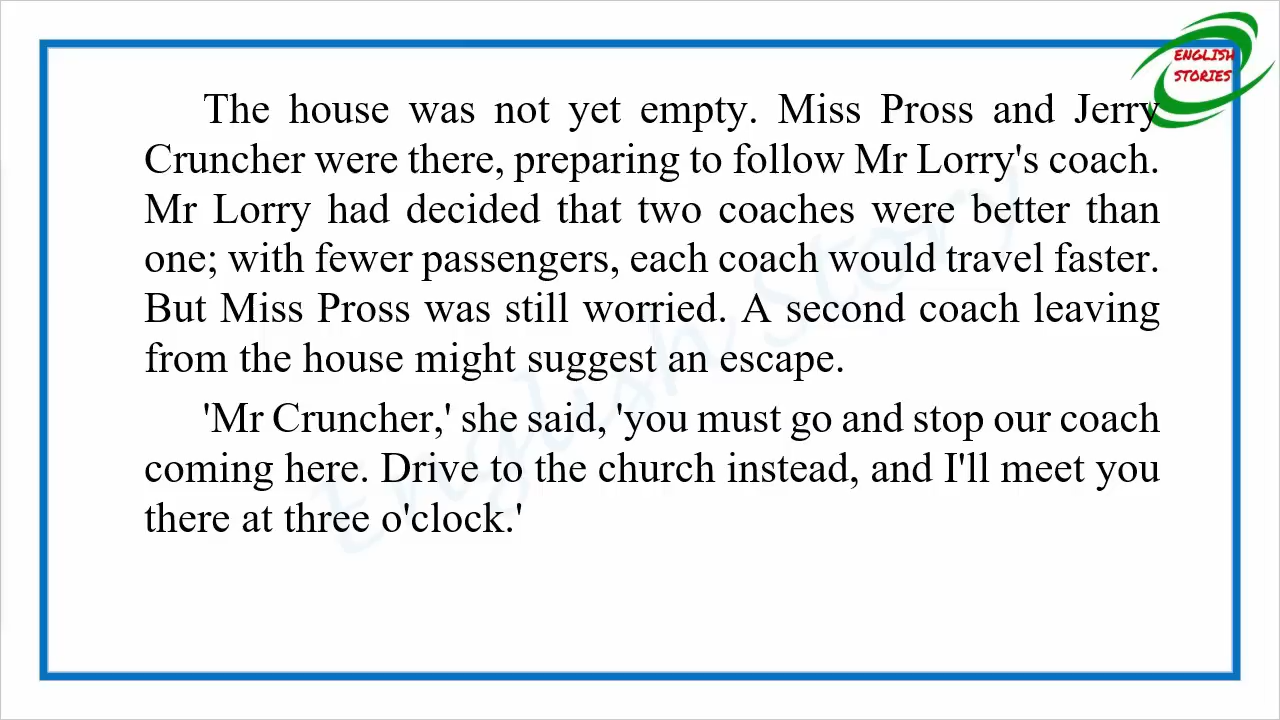 ENGLISH
STORIES
The house was not yet empty. Miss Pross and Jerry
Cruncher were there, preparing to follow Mr Lorry's coach.
Mr Lorry had decided that two coaches were better than
one; with fewer passengers, each coach would travel faster.
But Miss Pross was still worried. A second coach leaving
from the house might suggest an escape.
'Mr Cruncher,' she said, 'you must go and stop our coach
coming here. Drive to the church instead, and I'll meet you
there at three o'clock.'
English Story